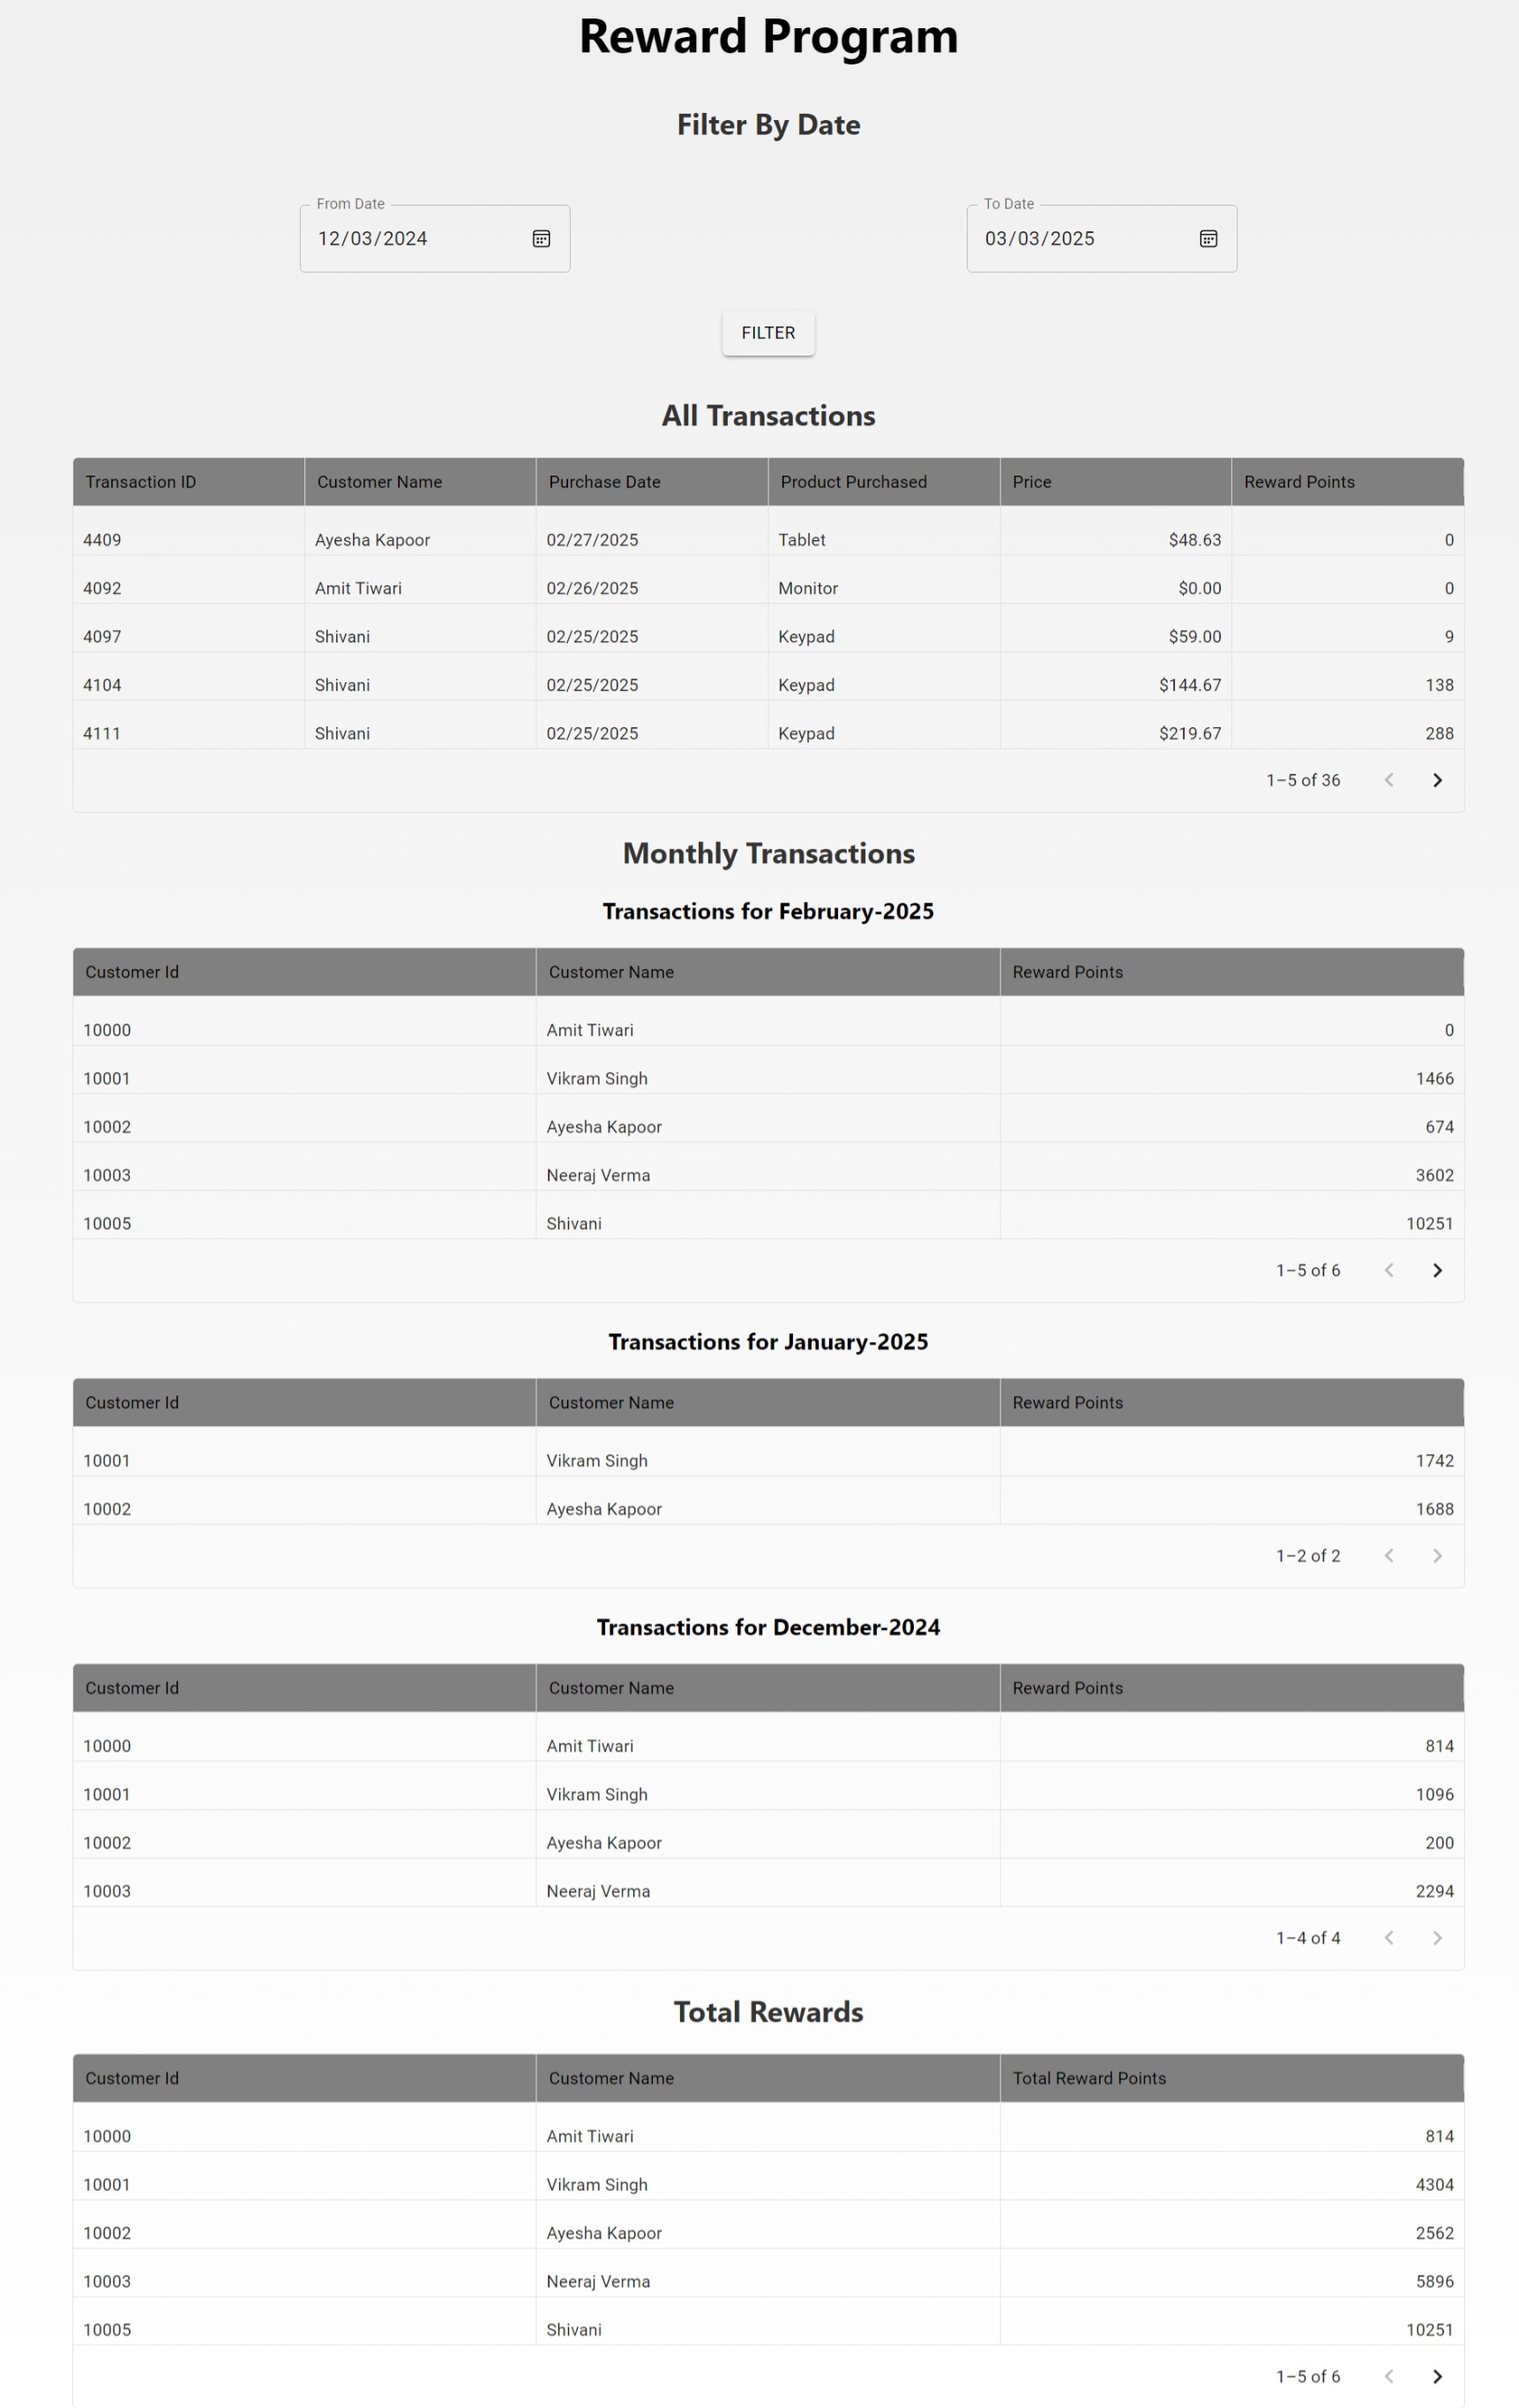 Reward Program
Filter By Date
From Date To Date
12/03/2024 03/03/2025
FILTER
All Transactions
Transaction ID Customer Name Purchase Date Product Purchased Price Reward Points
4409 Ayesha Kapoor 02/27/2025 Tablet $48.63 0
4092 Amit Tiwari 02/26/2025 Monitor $0.00 0
4097 Shivani 02/25/2025 Keypad $59.00 9
4104 Shivani 02/25/2025 Keypad $144.67 138
4111 Shivani 02/25/2025 Keypad $219.67 288
1–5 of 36
Monthly Transactions
Transactions for February-2025
Customer Id Customer Name Reward Points
10000 Amit Tiwari 0
10001 Vikram Singh 1466
10002 Ayesha Kapoor 674
10003 Neeraj Verma 3602
10005 Shivani 10251
1–5 of 6
Transactions for January-2025
Customer Id Customer Name Reward Points
10001 Vikram Singh 1742
10002 Ayesha Kapoor 1688
1–2 of 2
Transactions for December-2024
Customer Id Customer Name Reward Points
10000 Amit Tiwari 814
10001 Vikram Singh 1096
10002 Ayesha Kapoor 200
10003 Neeraj Verma 2294
1–4 of 4
Total Rewards
Customer Id Customer Name Total Reward Points
10000 Amit Tiwari 814
10001 Vikram Singh 4304
10002 Ayesha Kapoor 2562
10003 Neeraj Verma 5896
10005 Shivani 10251
1–5 of 6